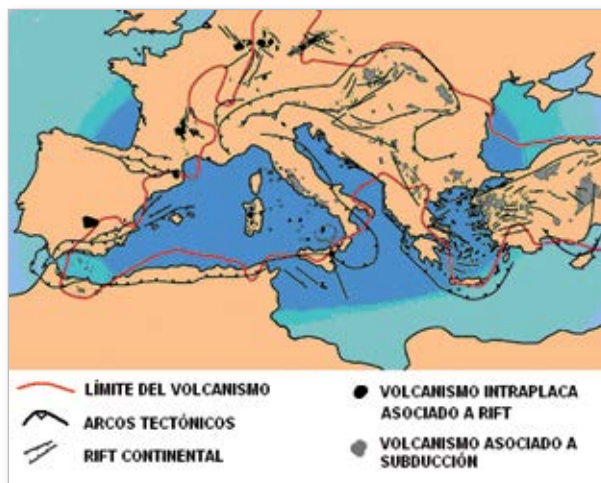 LÍMITE DEL VOLCANISMO
ARCOS TECTÓNICOS
RIFT CONTINENTAL
VOLCANISMO INTRAPLACA
ASOCIADO A RIFT
VOLCANISMO ASOCIADO A
SUBDUCCIÓN